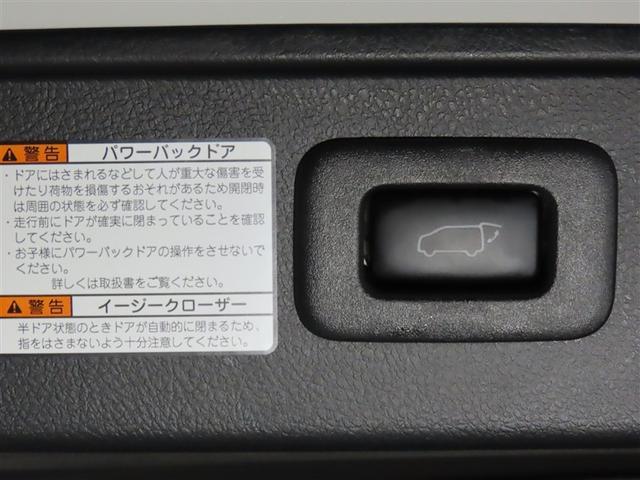 警告 パワーバックドア
・ドアにはさまれるなどして人が重大な傷害を受
けたり荷物を損傷するおそれがあるため開閉時
は周囲の状態を必ず確認してください。
・走行前にドアが確実に閉まっていることを確認
してください。
・お子様にパワーバックドアの操作をさせないで
ください。
詳しくは取扱書をご覧ください。
警告 イージークローザー
半ドア状態のときドアが自動的に閉まるため、
指をはさまないよう十分注意してください。